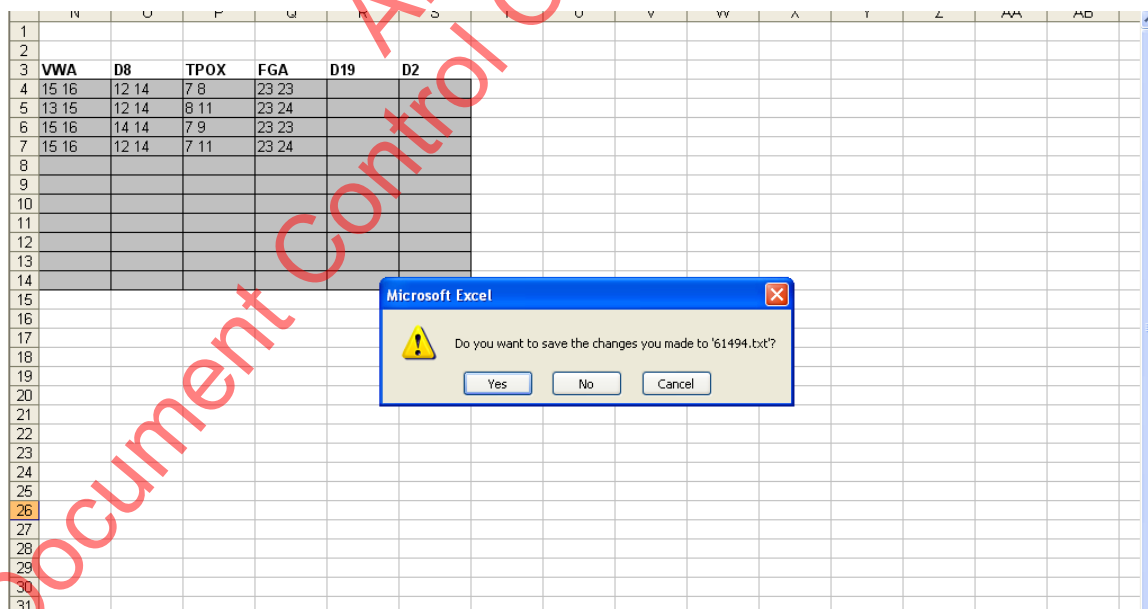 N O P Q R S T U V W X Y Z AA AB
1
2
3 VWA D8 TPOX FGA D19 D2
4 15 16 12 14 7 8 23 23
5 13 15 12 14 8 11 23 24
6 15 16 14 14 7 9 23 23
7 15 16 12 14 7 11 23 24
8
9
10
11
12
13
14
15
Microsoft Excel
16
17
Do you want to save the changes you made to '61494.txt'?
18
19
Yes No Cancel
20
21
22
23
24
25
26
27
28
29
30
31
Document Control